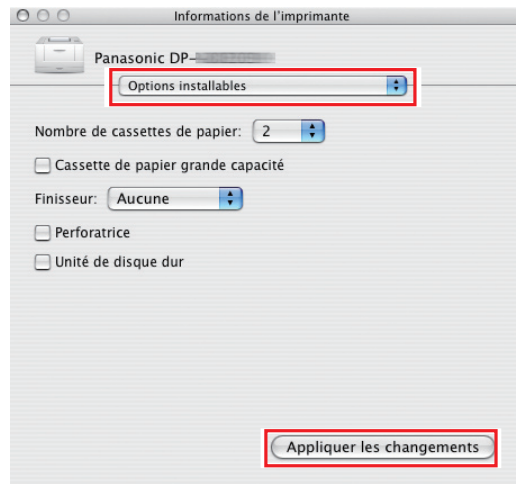 Informations de l'imprimante
Panasonic DP-
Options installables
Nombre de cassettes de papier: 2
Cassette de papier grande capacité
Finisseur: Aucune
Perforatrice
Unité de disque dur
Appliquer les changements